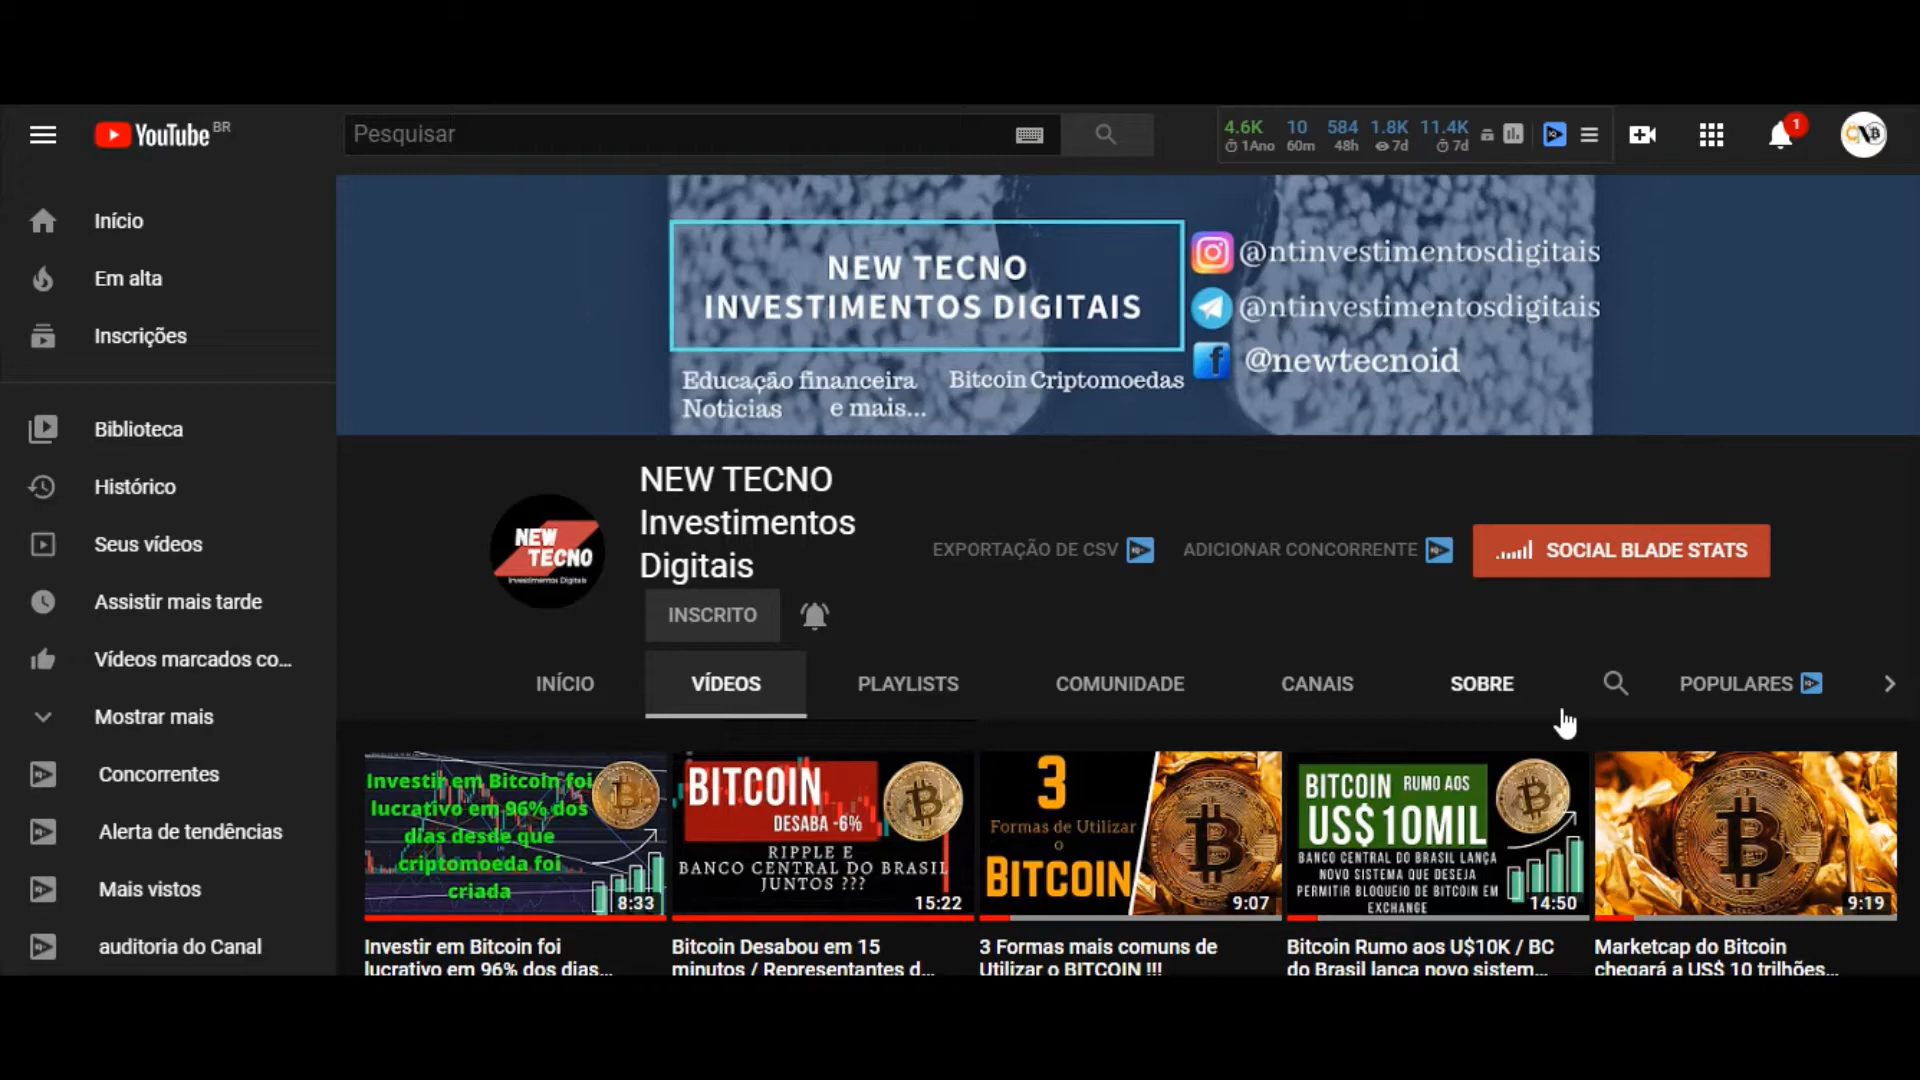 YouTube BR
Pesquisar
4.6K 10 584 1.8K 11.4K
1Ano 60m 48h 7d 7d
1
Início
Em alta
Inscrições
Biblioteca
Histórico
Seus vídeos
Assistir mais tarde
Vídeos marcados co...
Mostrar mais
Concorrentes
Alerta de tendências
Mais vistos
auditoria do Canal
NEW TECNO
INVESTIMENTOS DIGITAIS
Educação financeira Bitcoin Criptomoedas
Noticias e mais...
@ntinvestimentosdigitais
@ntinvestimentosdigitais
@newtecnoid
NEW
TECNO
Investimentos Digitais
NEW TECNO
Investimentos
Digitais
EXPORTAÇÃO DE CSV
ADICIONAR CONCORRENTE
SOCIAL BLADE STATS
INSCRITO
INÍCIO VÍDEOS PLAYLISTS COMUNIDADE CANAIS SOBRE POPULARES
Investir em Bitcoin foi
lucrativo em 96% dos
dias desde que
criptomoeda foi
criada
8:33
Investir em Bitcoin foi
lucrativo em 96% dos dias...
BITCOIN
DESABA -6%
RIPPLE E
BANCO CENTRAL DO BRASIL
JUNTOS ???
15:22
Bitcoin Desabou em 15
minutos / Representantes d...
3
Formas de Utilizar
o
BITCOIN
9:07
3 Formas mais comuns de
Utilizar o BITCOIN !!!
BITCOIN RUMO AOS
US$10MIL
BANCO CENTRAL DO BRASIL LANÇA
NOVO SISTEMA QUE DESEJA
PERMITIR BLOQUEIO DE BITCOIN EM
EXCHANGE
14:50
Bitcoin Rumo aos U$10K / BC
do Brasil lança novo sistem...
9:19
Marketcap do Bitcoin
chegará a US$ 10 trilhões...